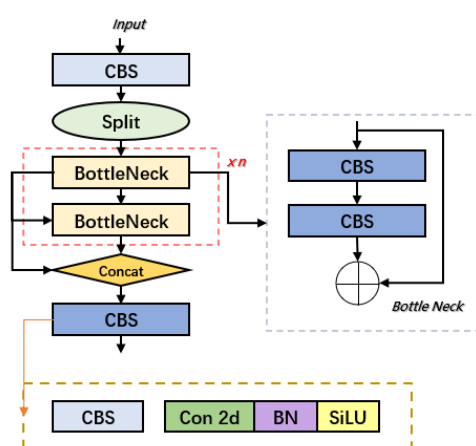 Input
CBS
Split
BottleNeck
×n
BottleNeck
Concat
CBS
CBS
CBS
Bottle Neck
CBS
Con 2d
BN
SiLU